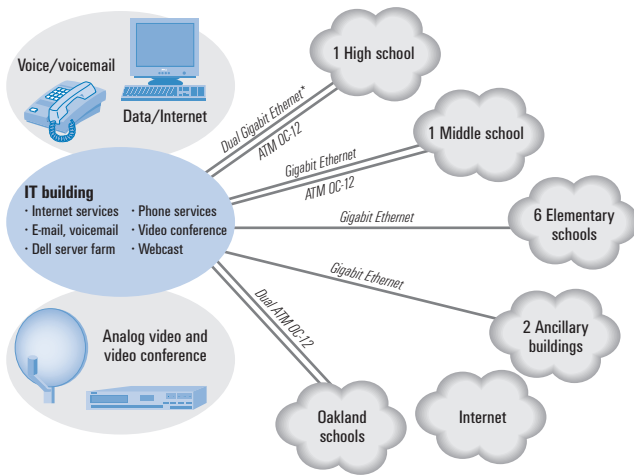 Voice/voicemail
Data/Internet
IT building
· Internet services
· E-mail, voicemail
· Dell server farm
· Phone services
· Video conference
· Webcast
Analog video and
video conference
Dual Gigabit Ethernet*
ATM OC-12
1 High school
Gigabit Ethernet
ATM OC-12
1 Middle school
Gigabit Ethernet
6 Elementary
schools
Gigabit Ethernet
2 Ancillary
buildings
Dual ATM OC-12
Oakland
schools
Internet